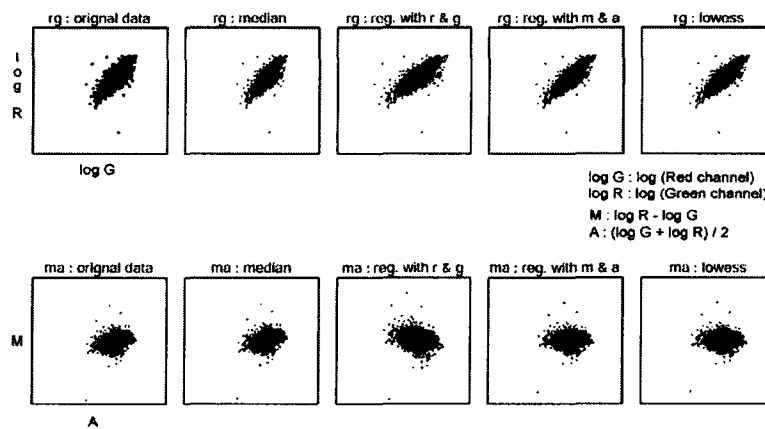 rg : orignal data
rg : median
rg : reg. with r & g
rg : reg. with m & a
rg : lowess
log R
log G
log G : log (Red channel)
log R : log (Green channel)
M : log R - log G
A : (log G + log R) / 2
ma : orignal data
ma : median
ma : reg. with r & g
ma : reg. with m & a
ma : lowess
M
A